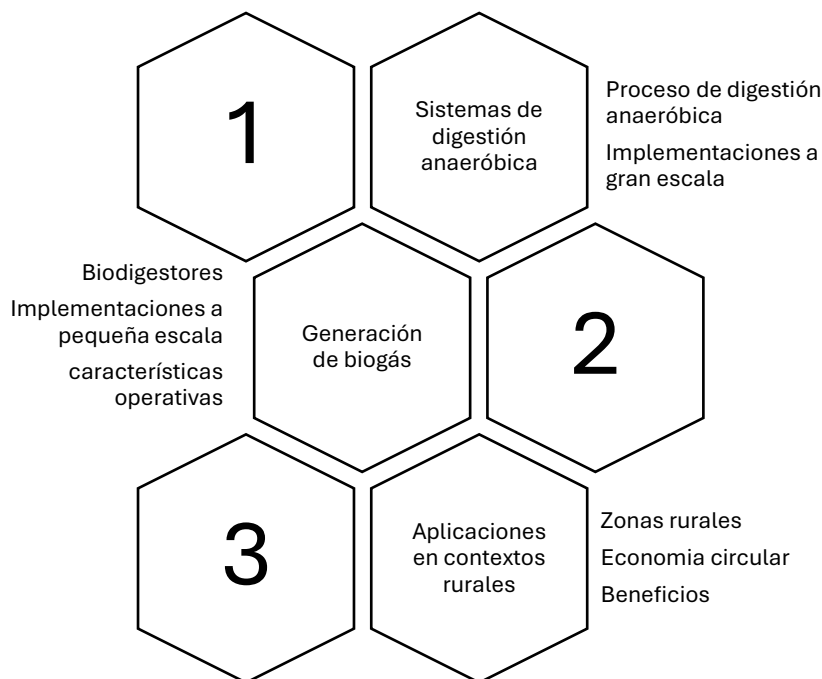 1
Sistemas de
digestión
anaeróbica
Proceso de digestión
anaeróbica
Implementaciones a
gran escala
Biodigestores
Implementaciones a
pequeña escala
características
operativas
Generación
de biogás
2
3
Aplicaciones
en contextos
rurales
Zonas rurales
Economia circular
Beneficios